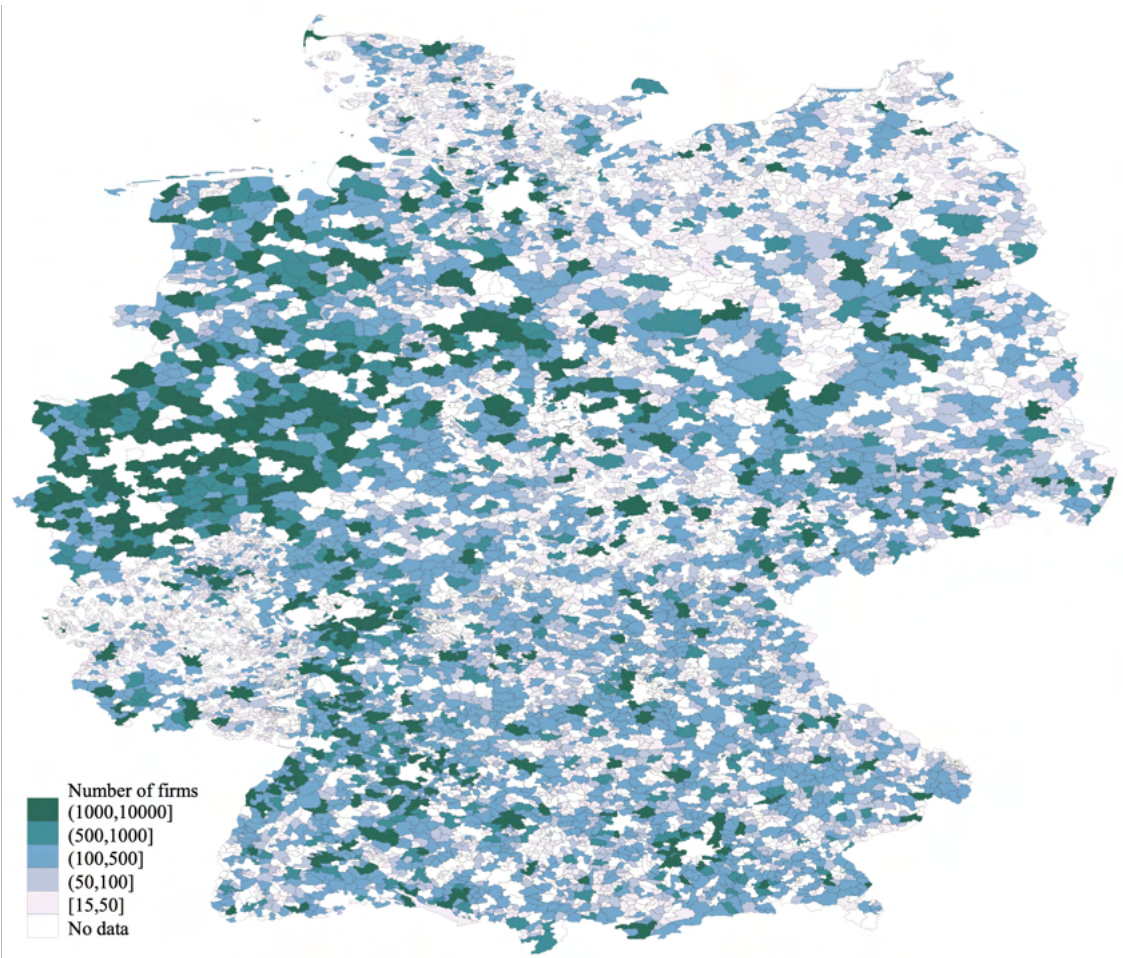 Number of firms
(1000,10000]
(500,1000]
(100,500]
(50,100]
[15,50]
No data